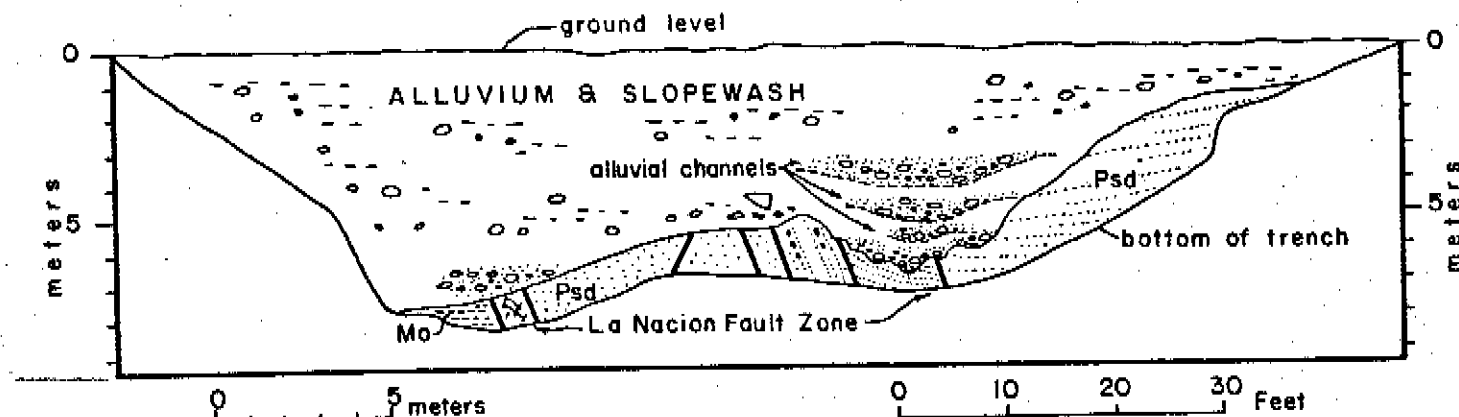 ground level
0
0
ALLUVIUM & SLOPEWASH
alluvial channels
Psd
meters
5
5
meters
bottom of trench
Psd
Mo
La Nacion Fault Zone
0
5 meters
0
10
20
30 Feet